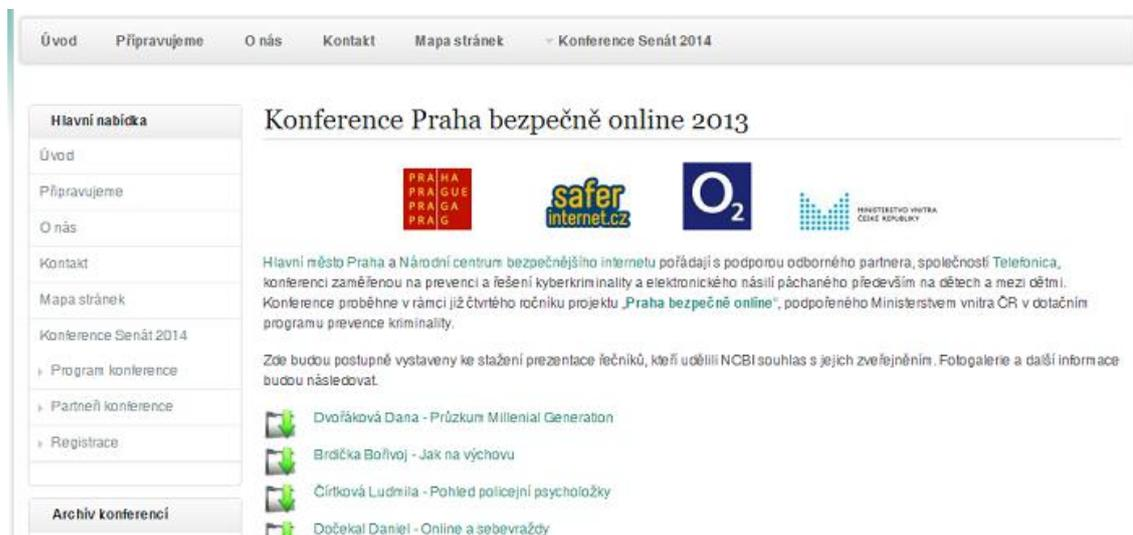 Úvod Připravujeme O nás Kontakt Mapa stránek Konference Senát 2014
Hlavní nabídka
Úvod
Připravujeme
O nás
Kontakt
Mapa stránek
Konference Senát 2014
Program konference
Partneři konference
Registrace
Archív konferencí
Konference Praha bezpečně online 2013
PRAHA
PRAGUE
PRAGA
PRAG
safer
internet.cz
O2
MINISTERSTVO VNITRA
ČESKÉ REPUBLIKY
Hlavní město Praha a Národní centrum bezpečnějšího internetu pořádají s podporou odborného partnera, společností Telefonica,
konferenci zaměřenou na prevenci a řešení kyberkriminality a elektronického násilí páchaného především na dětech a mezi dětmi.
Konference proběhne v rámci již čtvrtého ročníku projektu „Praha bezpečně online“, podpořeného Ministerstvem vnitra ČR v dotačním
programu prevence kriminality.
Zde budou postupně vystaveny ke stažení prezentace řečníků, kteří udělili NCBI souhlas s jejich zveřejněním. Fotogalerie a další informace
budou následovat.
Dvořáková Dana - Průzkum Millenial Generation
Brdička Bořivoj - Jak na výchovu
Čírtková Ludmila - Pohled policejní psycholožky
Dočekal Daniel - Online a sebevraždy